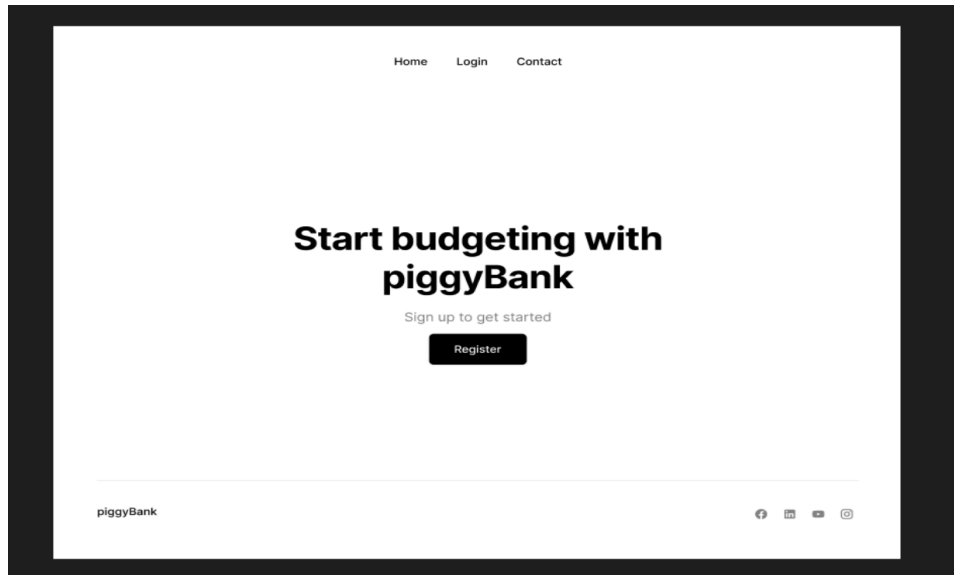 Home Login Contact
Start budgeting with
piggyBank
Sign up to get started
Register
piggyBank